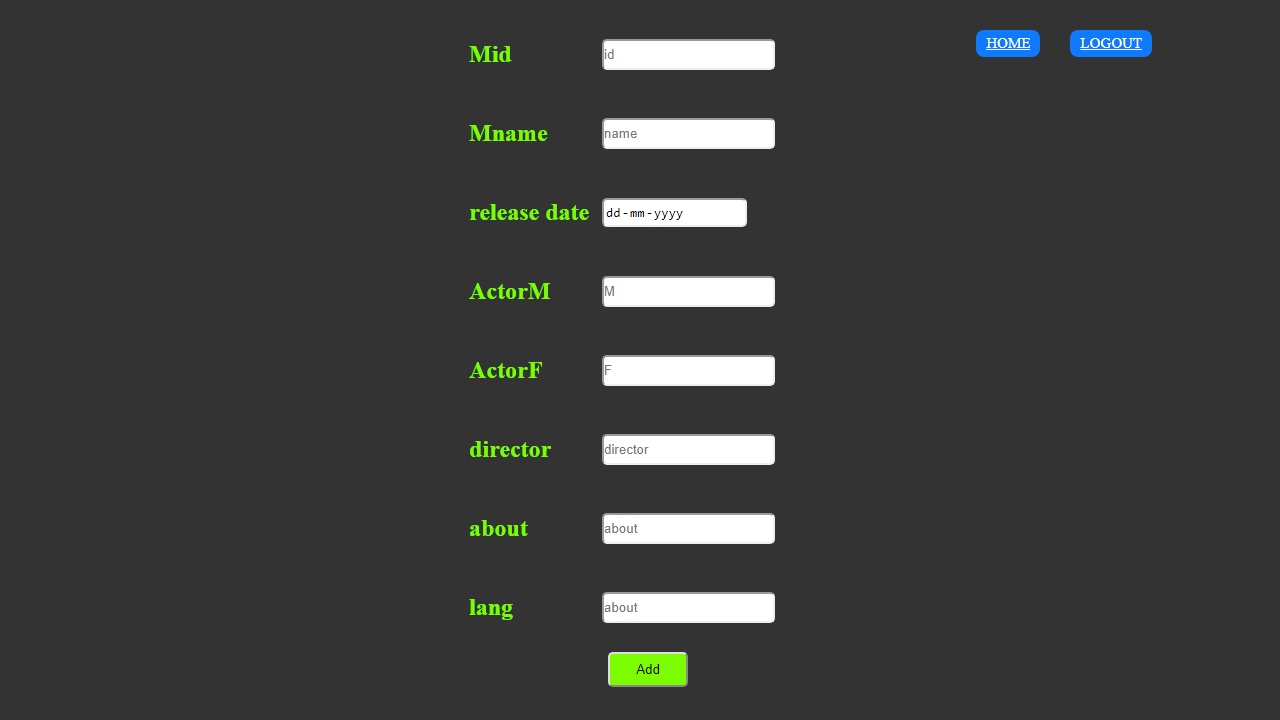 Mid id HOME LOGOUT
Mname name
release date dd-mm-yyyy
ActorM M
ActorF F
director director
about about
lang about
Add